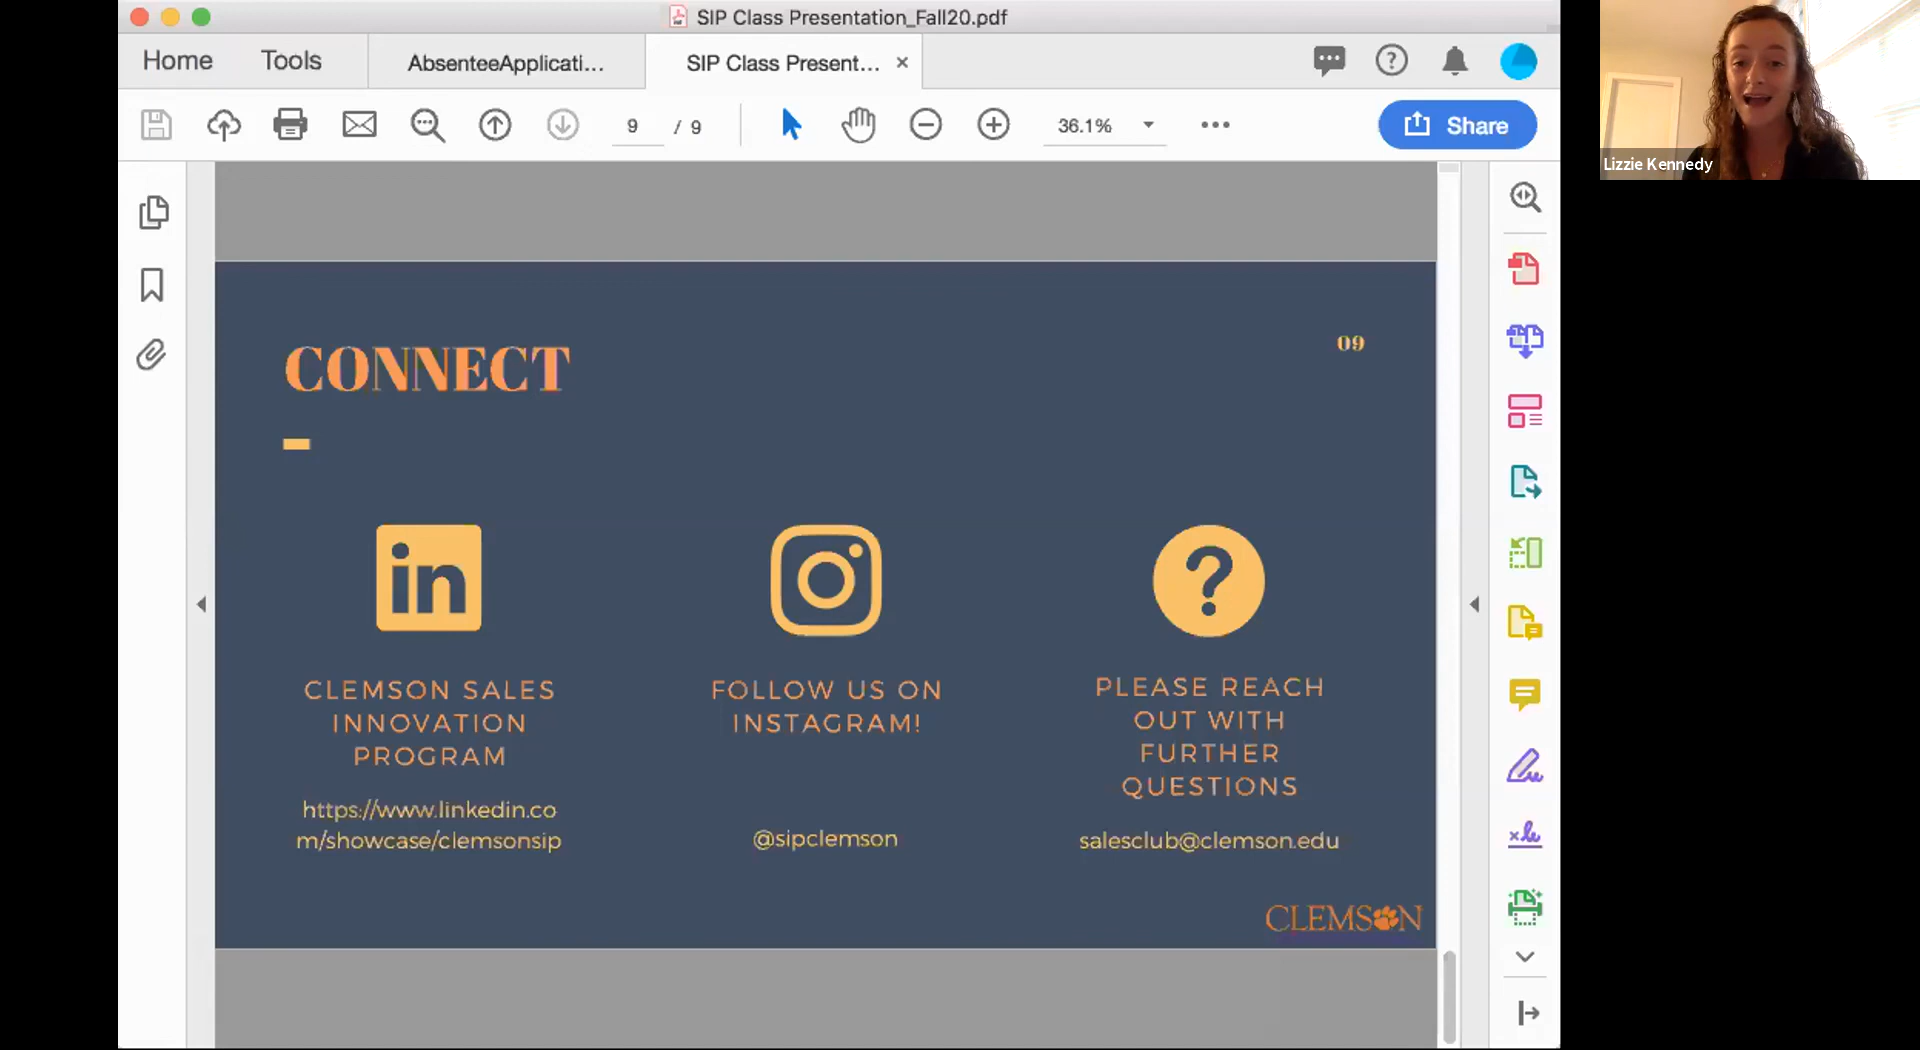 SIP Class Presentation_Fall20.pdf
Home
Tools
AbsenteeApplicati...
SIP Class Present...
9 / 9
36.1%
Share
Lizzie Kennedy
CONNECT
09
in
CLEMSON SALES
INNOVATION
PROGRAM
https://www.linkedin.co
m/showcase/clemsonsip
FOLLOW US ON
INSTAGRAM!
@sipclemson
?
PLEASE REACH
OUT WITH
FURTHER
QUESTIONS
salesclub@clemson.edu
CLEMSON